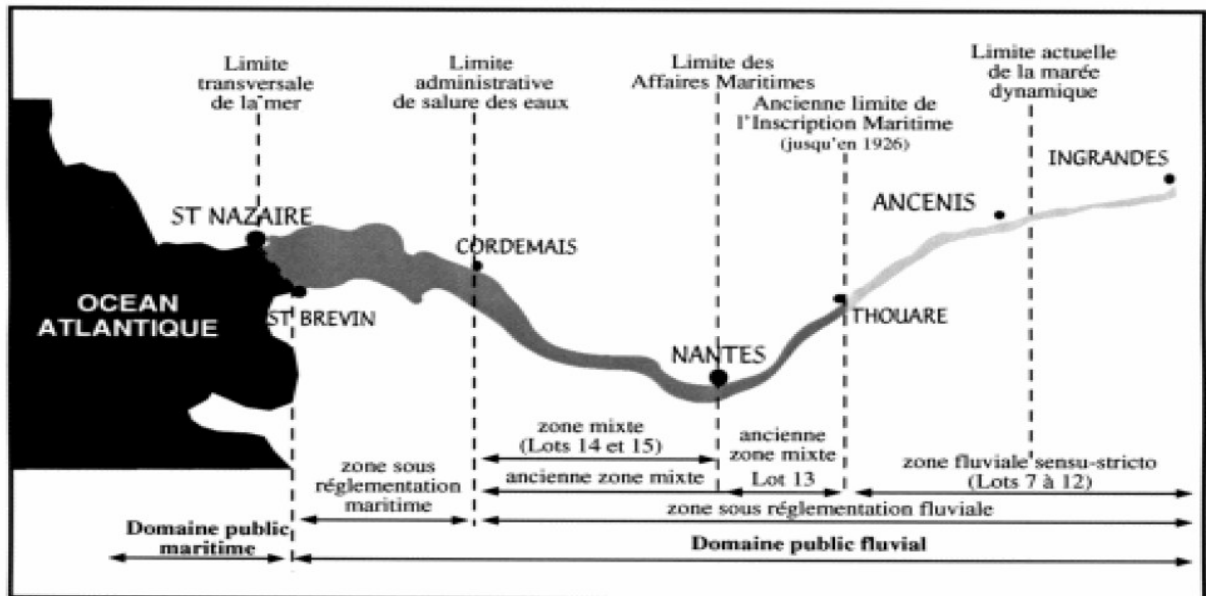 Limite
transversale
de la mer
Limite
administrative
de salure des eaux
Limite des
Affaires Maritimes
Ancienne limite de
l'Inscription Maritime
(jusqu'en 1926)
Limite actuelle
de la marée
dynamique
INGRANDES
ANCENIS
ST NAZAIRE
CORDEMAIS
OCEAN
ATLANTIQUE
ST BREVIN
THOUARE
NANTES
zone mixte
(Lots 14 et 15)
ancienne
zone mixte
Lot 13
zone fluviale sensu-stricto
(Lots 7 à 12)
zone sous
réglementation
maritime
ancienne zone mixte
zone sous réglementation fluviale
Domaine public
maritime
Domaine public fluvial